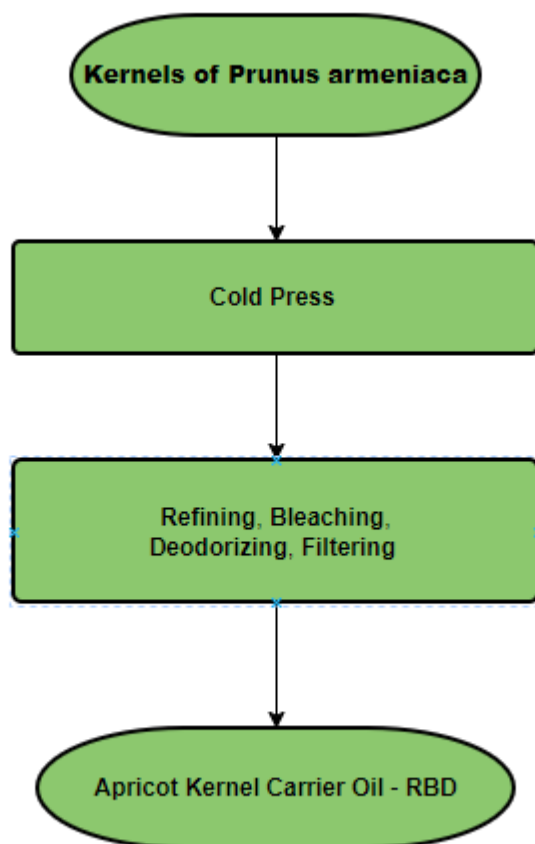 Kernels of Prunus armeniaca
Cold Press
Refining, Bleaching,
Deodorizing, Filtering
Apricot Kernel Carrier Oil - RBD